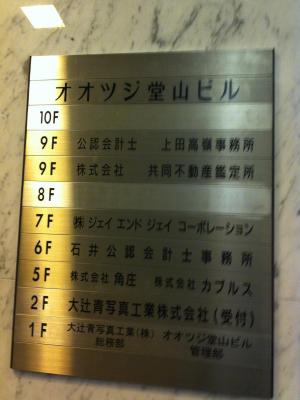 オオツジ堂山ビル
10F
9F 公認会計士 上田高嶺事務所
9F 株式会社 共同不動産鑑定所
8F
7F ㈱ジェイ エンド ジェイ コーポレーション
6F 石井公認会計士事務所
5F 株式会社 角庄 株式会社 カプルス
2F 大辻青写真工業株式会社(受付)
1F 大辻青写真工業(株) オオツジ堂山ビル
総務部 管理部